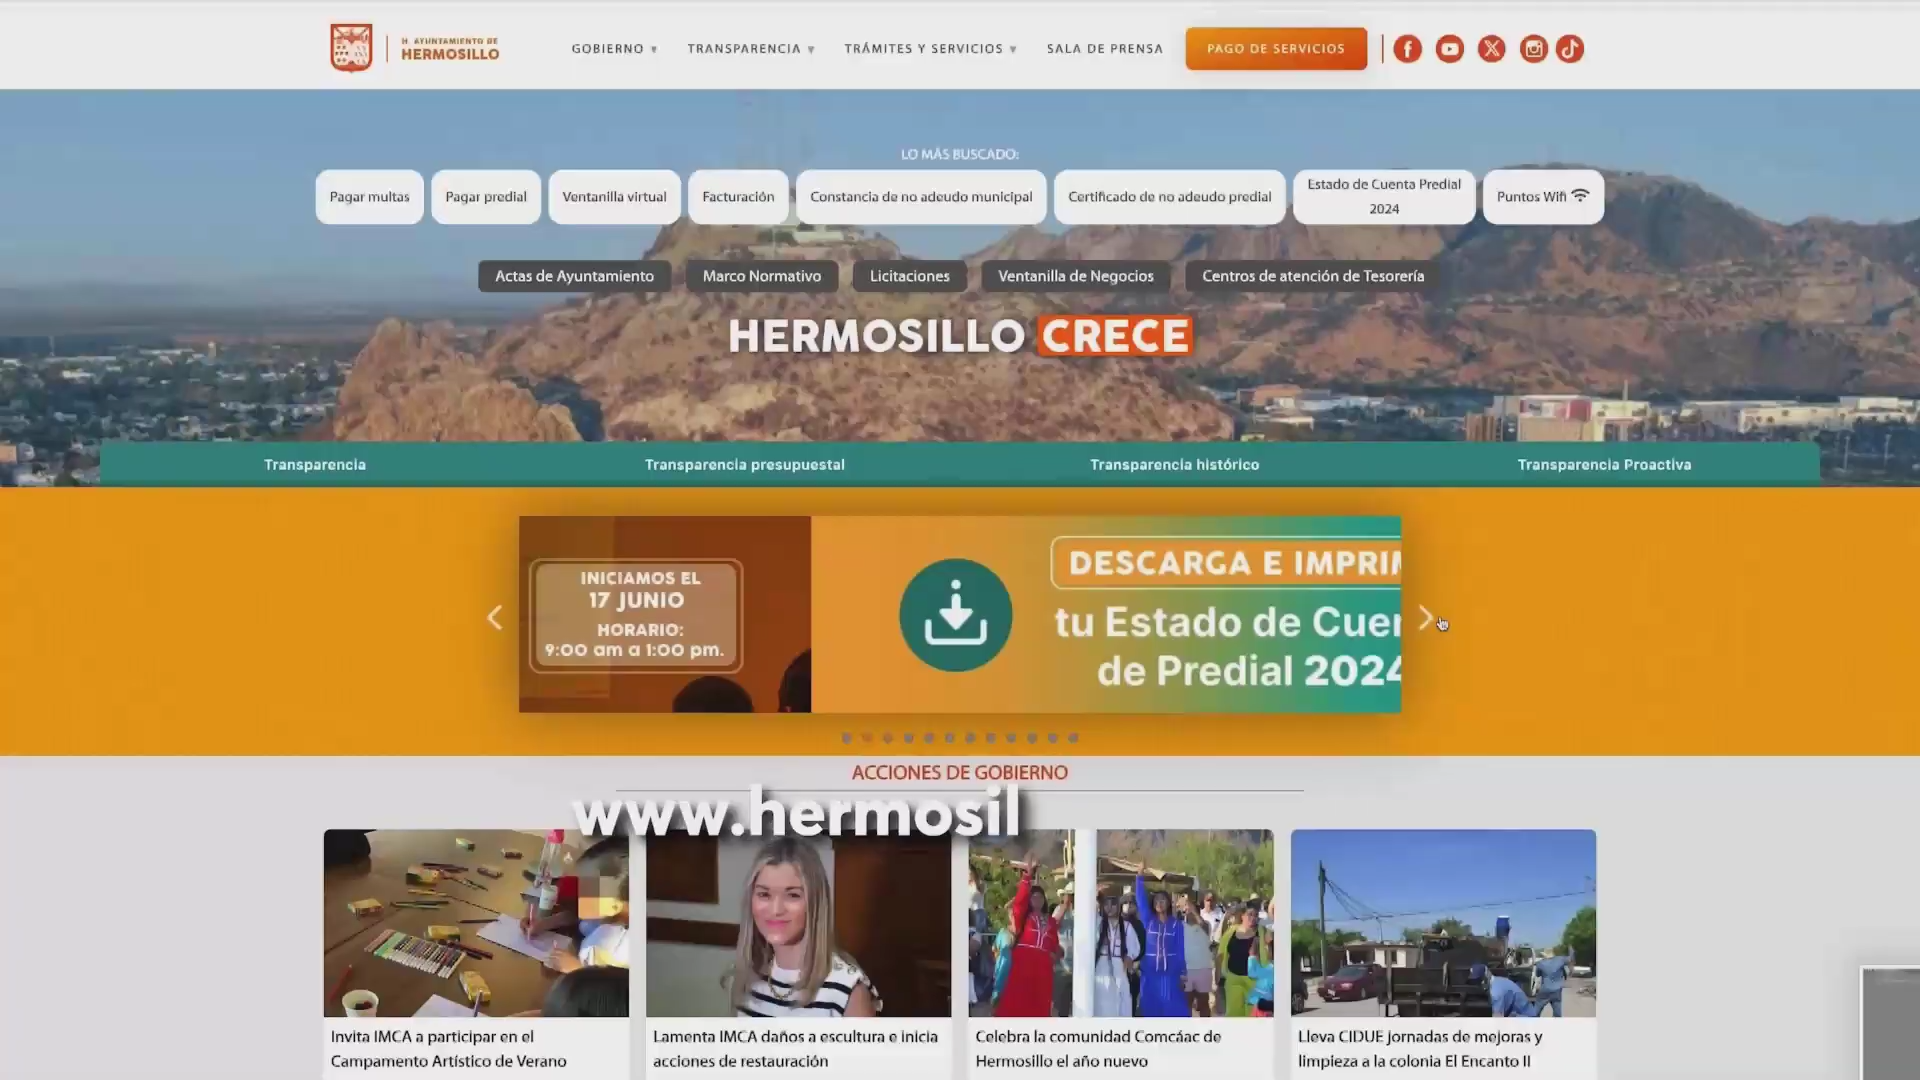 H. AYUNTAMIENTO DE
HERMOSILLO
GOBIERNO
TRANSPARENCIA
TRÁMITES Y SERVICIOS
SALA DE PRENSA
PAGO DE SERVICIOS
LO MÁS BUSCADO:
Pagar multas
Pagar predial
Ventanilla virtual
Facturación
Constancia de no adeudo municipal
Certificado de no adeudo predial
Estado de Cuenta Predial
2024
Puntos Wifi
Actas de Ayuntamiento
Marco Normativo
Licitaciones
Ventanilla de Negocios
Centros de atención de Tesorería
HERMOSILLO CRECE
Transparencia
Transparencia presupuestal
Transparencia histórico
Transparencia Proactiva
INICIAMOS EL
17 JUNIO
HORARIO:
9:00 am a 1:00 pm.
DESCARGA E IMPRIM
tu Estado de Cuen
de Predial 2024
ACCIONES DE GOBIERNO
www.hermosil
Invita IMCA a participar en el
Campamento Artístico de Verano
Lamenta IMCA daños a escultura e inicia
acciones de restauración
Celebra la comunidad Comcáac de
Hermosillo el año nuevo
Lleva CIDUE jornadas de mejoras y
limpieza a la colonia El Encanto II